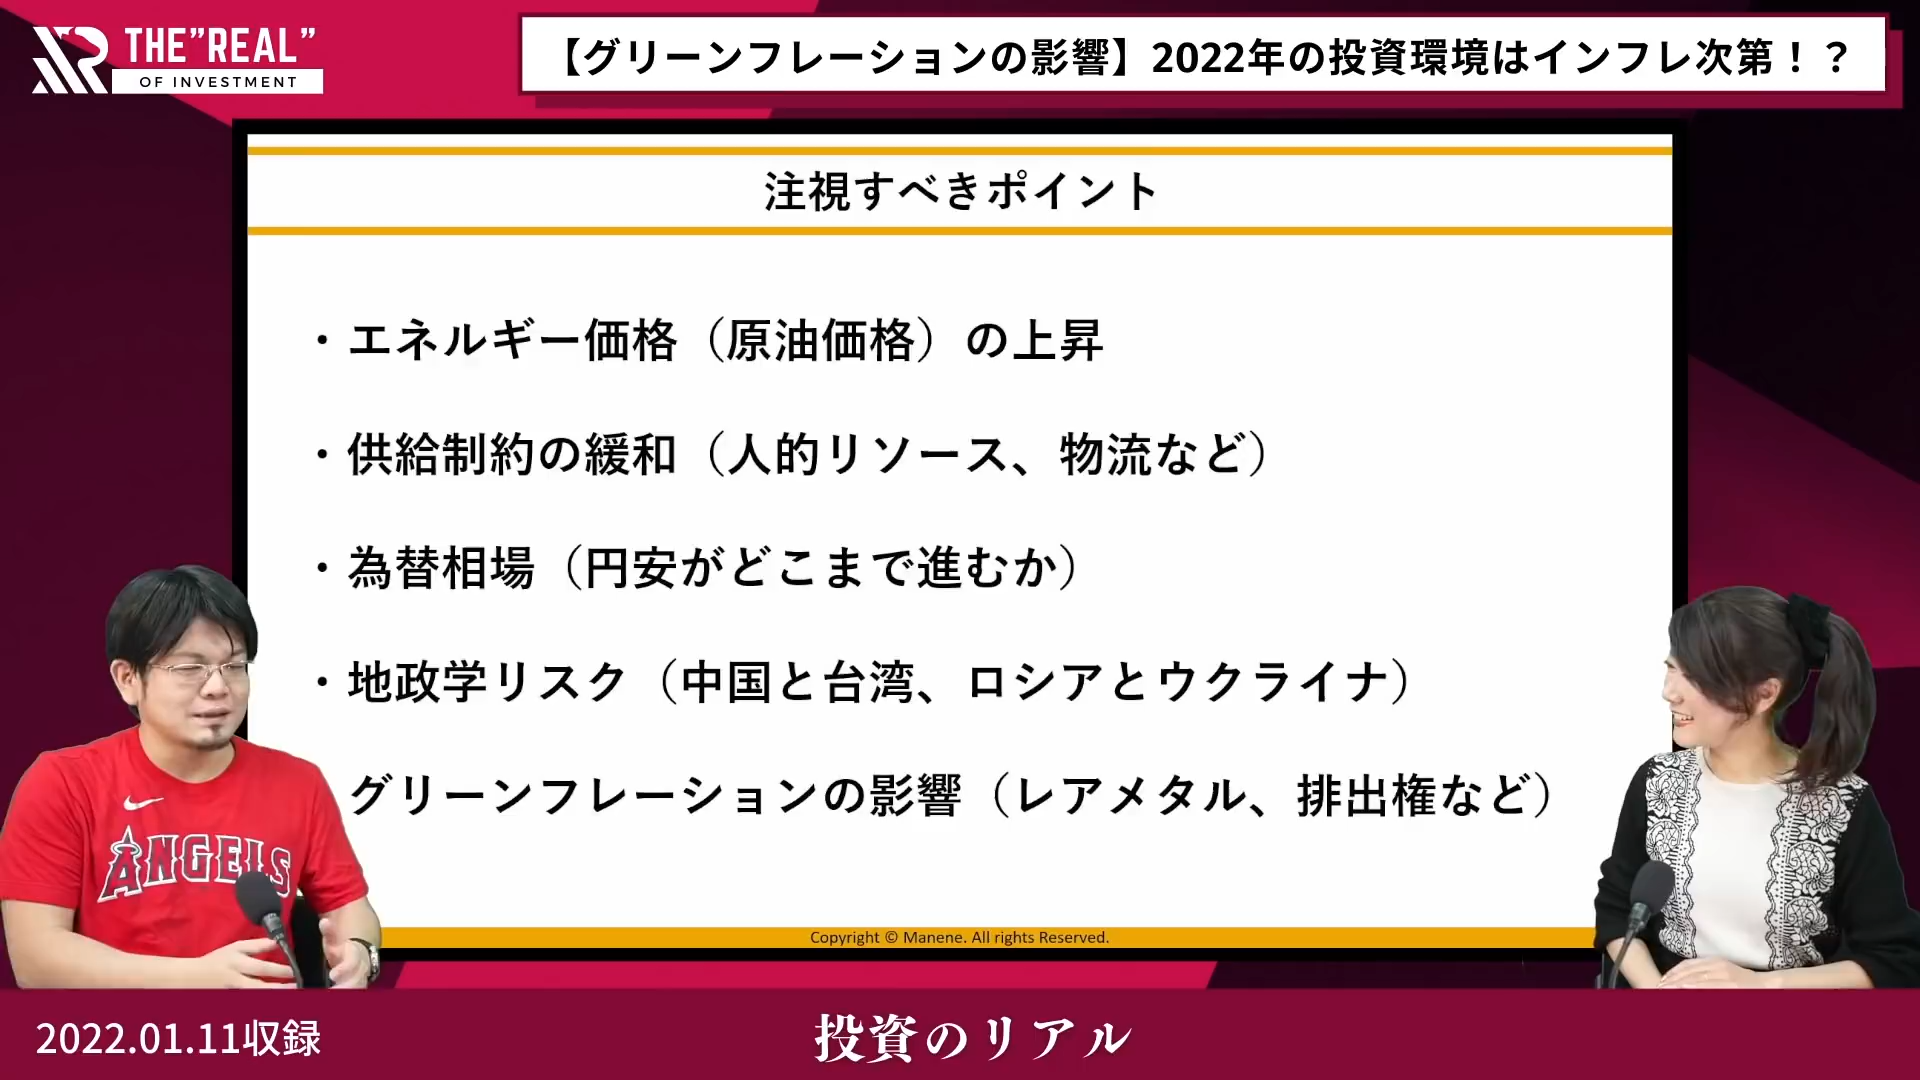 THE"REAL"
OF INVESTMENT
【グリーンフレーションの影響】2022年の投資環境はインフレ次第！？
注視すべきポイント
・エネルギー価格（原油価格）の上昇
・供給制約の緩和（人的リソース、物流など）
・為替相場（円安がどこまで進むか）
・地政学リスク（中国と台湾、ロシアとウクライナ）
グリーンフレーションの影響（レアメタル、排出権など）
ANGELS
Copyright © Manene. All rights Reserved.
2022.01.11収録
投資のリアル